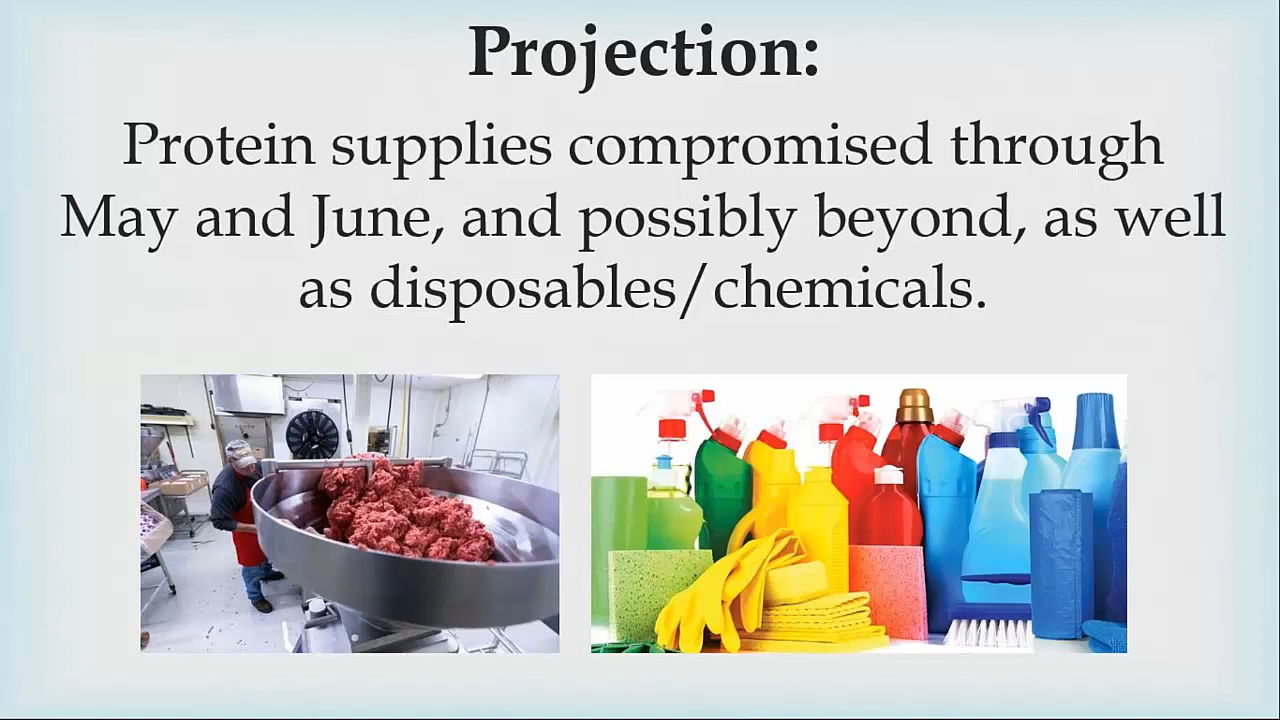 Projection:
Protein supplies compromised through
May and June, and possibly beyond, as well
as disposables/chemicals.